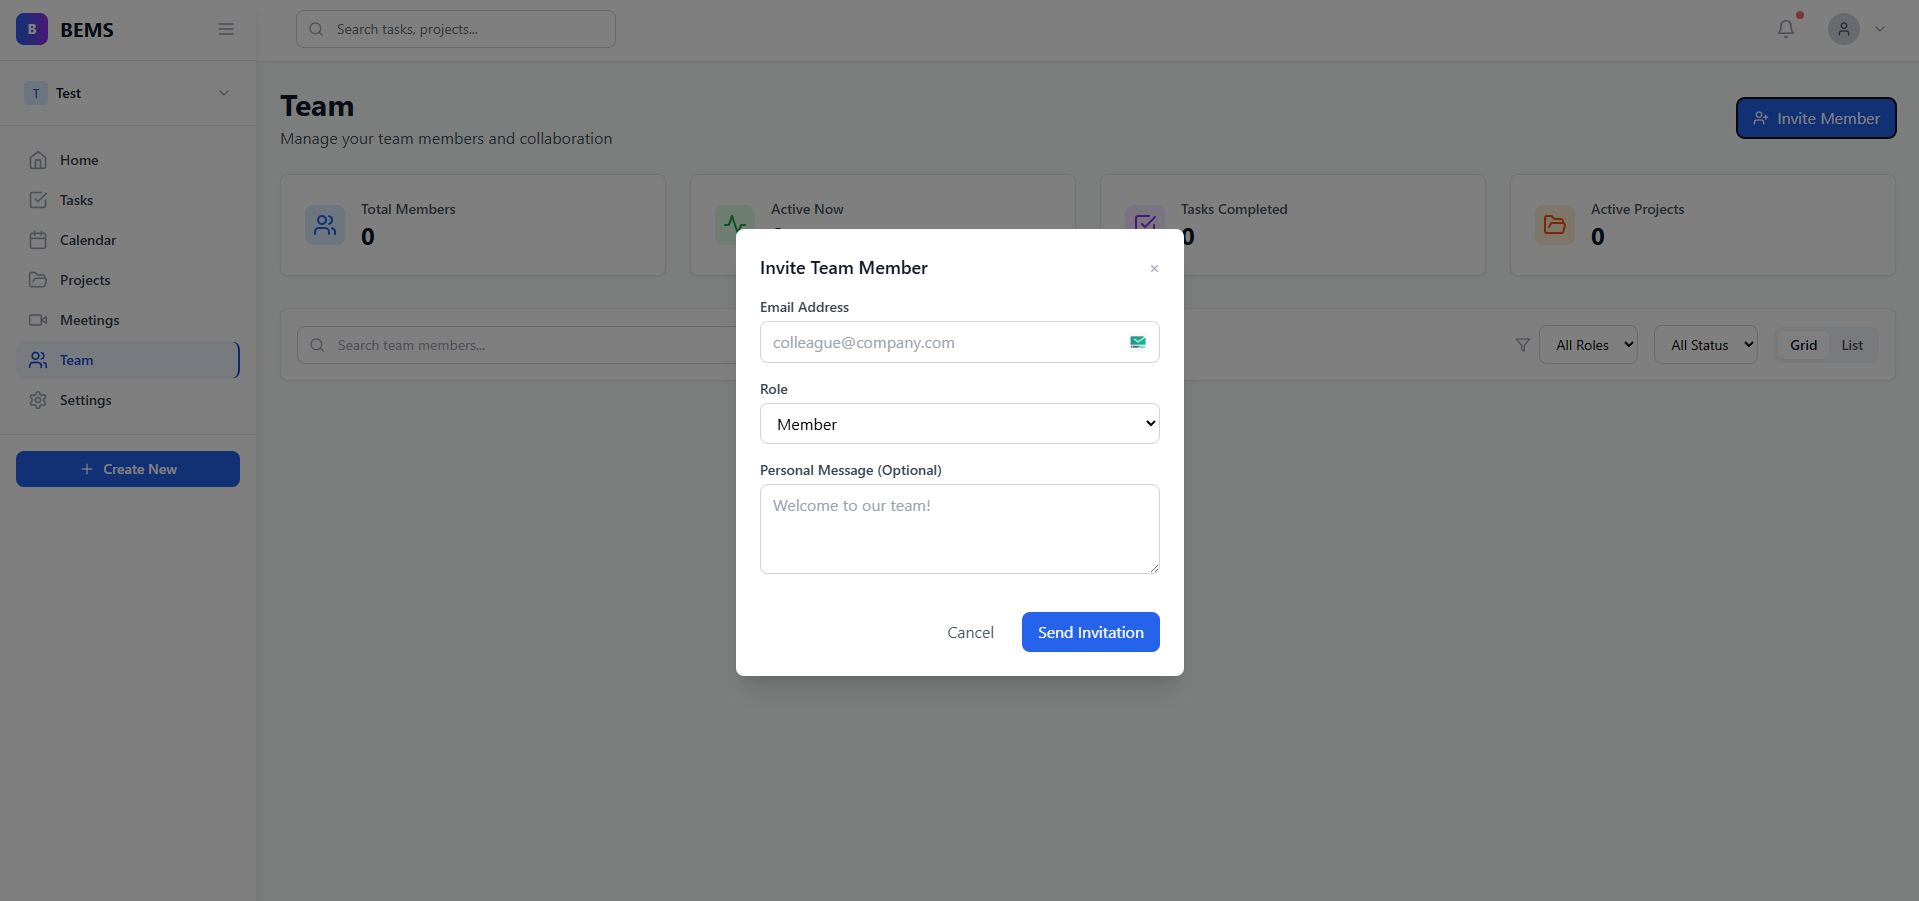 B BEMS
Search tasks, projects...
T Test
Home
Tasks
Calendar
Projects
Meetings
Team
Settings
+ Create New
Team
Manage your team members and collaboration
Invite Member
Total Members
0
Active Now
Tasks Completed
0
Active Projects
0
Search team members...
All Roles
All Status
Grid
List
Invite Team Member
×
Email Address
colleague@company.com
Role
Member
Personal Message (Optional)
Welcome to our team!
Cancel
Send Invitation